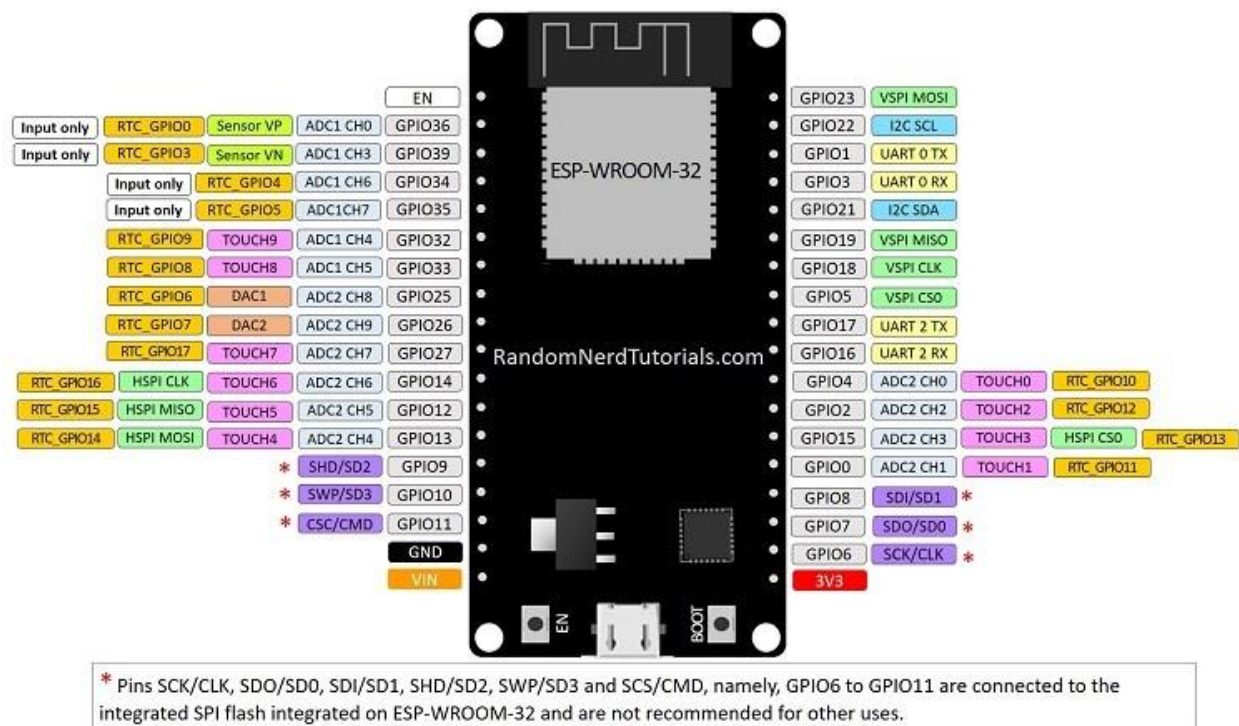 EN
Input only RTC_GPIO0 Sensor VP ADC1 CH0 GPIO36
Input only RTC_GPIO3 Sensor VN ADC1 CH3 GPIO39
Input only RTC_GPIO4 ADC1 CH6 GPIO34
Input only RTC_GPIO5 ADC1CH7 GPIO35
RTC_GPIO9 TOUCH9 ADC1 CH4 GPIO32
RTC_GPIO8 TOUCH8 ADC1 CH5 GPIO33
RTC_GPIO6 DAC1 ADC2 CH8 GPIO25
RTC_GPIO7 DAC2 ADC2 CH9 GPIO26
RTC_GPIO17 TOUCH7 ADC2 CH7 GPIO27
RTC_GPIO16 HSPI CLK TOUCH6 ADC2 CH6 GPIO14
RTC_GPIO15 HSPI MISO TOUCH5 ADC2 CH5 GPIO12
RTC_GPIO14 HSPI MOSI TOUCH4 ADC2 CH4 GPIO13
* SHD/SD2 GPIO9
* SWP/SD3 GPIO10
* CSC/CMD GPIO11
GND
VIN
ESP-WROOM-32
RandomNerdTutorials.com
EN
BOOT
GPIO23 VSPI MOSI
GPIO22 I2C SCL
GPIO1 UART 0 TX
GPIO3 UART 0 RX
GPIO21 I2C SDA
GPIO19 VSPI MISO
GPIO18 VSPI CLK
GPIO5 VSPI CS0
GPIO17 UART 2 TX
GPIO16 UART 2 RX
GPIO4 ADC2 CH0 TOUCH0 RTC_GPIO10
GPIO2 ADC2 CH2 TOUCH2 RTC_GPIO12
GPIO15 ADC2 CH3 TOUCH3 HSPI CS0 RTC_GPIO13
GPIO0 ADC2 CH1 TOUCH1 RTC_GPIO11
GPIO8 SDI/SD1 *
GPIO7 SDO/SD0 *
GPIO6 SCK/CLK *
3V3
* Pins SCK/CLK, SDO/SD0, SDI/SD1, SHD/SD2, SWP/SD3 and SCS/CMD, namely, GPIO6 to GPIO11 are connected to the
integrated SPI flash integrated on ESP-WROOM-32 and are not recommended for other uses.